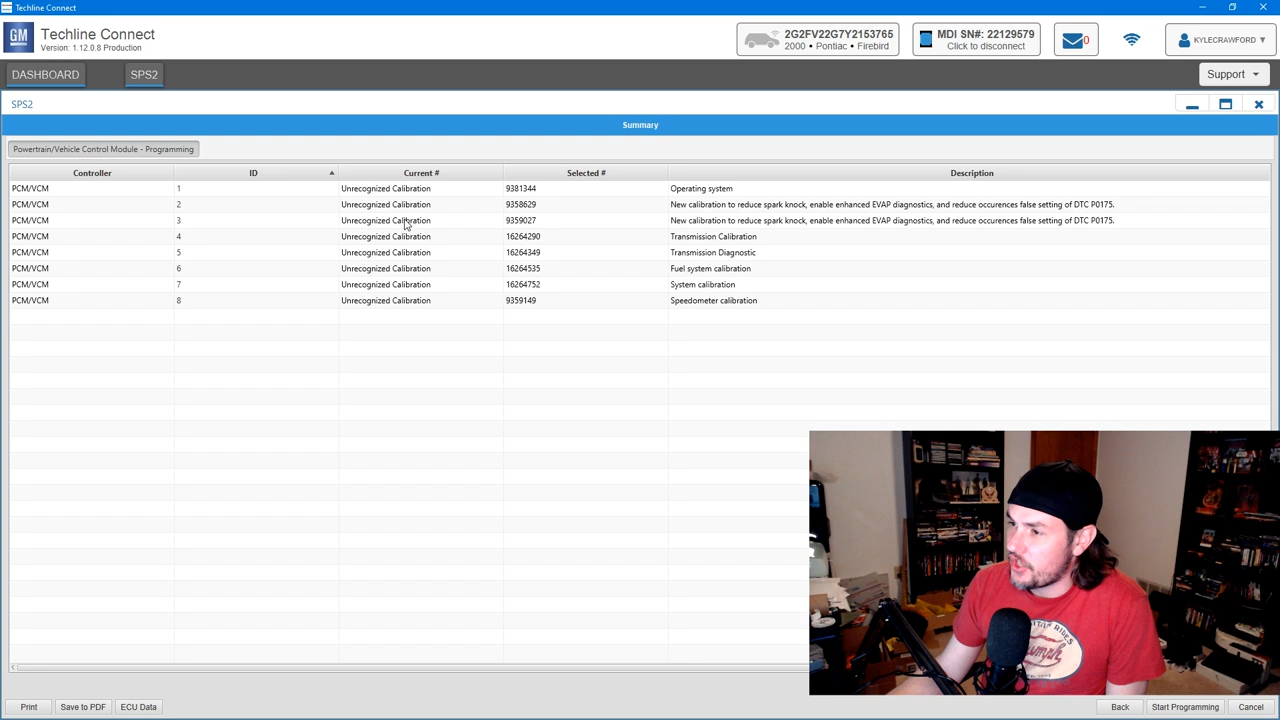 Techline Connect
GM
Techline Connect
Version: 1.12.0.8 Production
2G2FV22G7Y2153765
2000 • Pontiac • Firebird
MDI SN#: 22129579
Click to disconnect
0
KYLECRAWFORD ▼
DASHBOARD
SPS2
Support
SPS2
Summary
Powertrain/Vehicle Control Module - Programming
Controller ID Current # Selected # Description
PCM/VCM 1 Unrecognized Calibration 9381344 Operating system
PCM/VCM 2 Unrecognized Calibration 9358629 New calibration to reduce spark knock, enable enhanced EVAP diagnostics, and reduce occurences false setting of DTC P0175.
PCM/VCM 3 Unrecognized Calibration 9359027 New calibration to reduce spark knock, enable enhanced EVAP diagnostics, and reduce occurences false setting of DTC P0175.
PCM/VCM 4 Unrecognized Calibration 16264290 Transmission Calibration
PCM/VCM 5 Unrecognized Calibration 16264349 Transmission Diagnostic
PCM/VCM 6 Unrecognized Calibration 16264535 Fuel system calibration
PCM/VCM 7 Unrecognized Calibration 16264752 System calibration
PCM/VCM 8 Unrecognized Calibration 9359149 Speedometer calibration
Print
Save to PDF
ECU Data
Back
Start Programming
Cancel